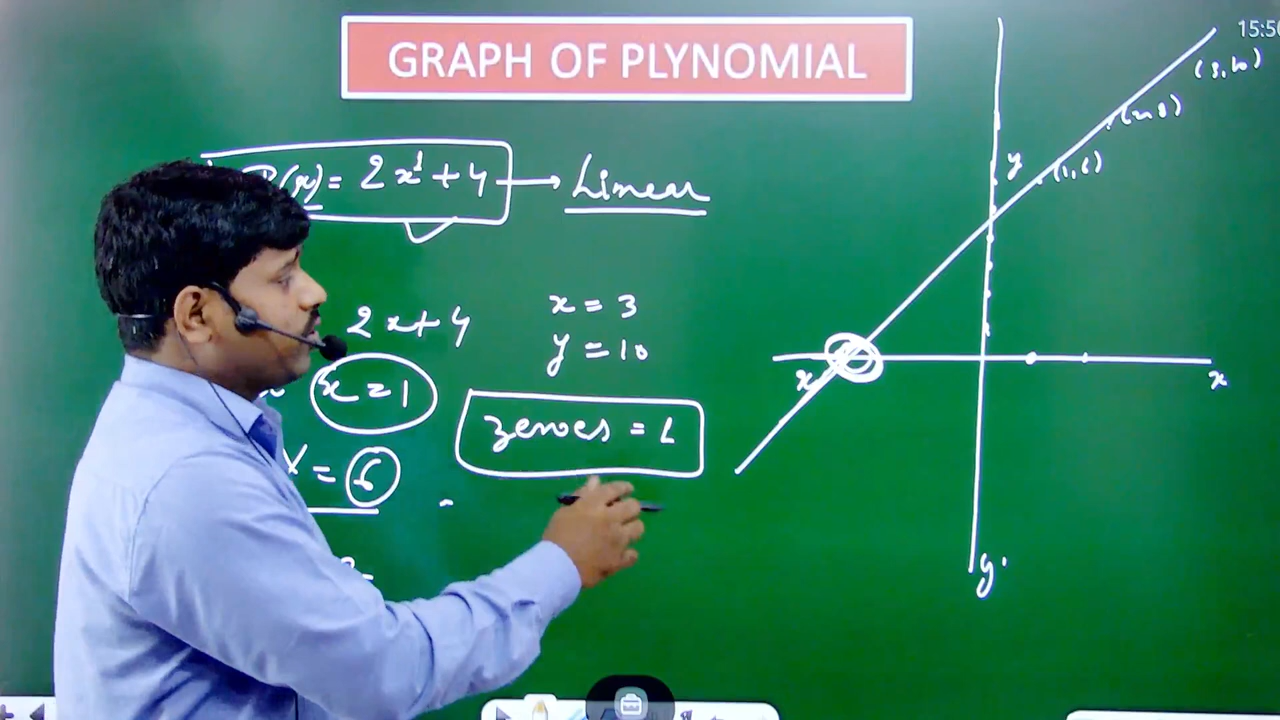 GRAPH OF PLYNOMIAL
15:50
P(x) = 2x¹ + 4 → Linear
2x+4
x = 1
y = 6
x = 3
y = 10
zeroes = 1
(3,10)
(2,8)
(1,6)
y
x'
x
y'